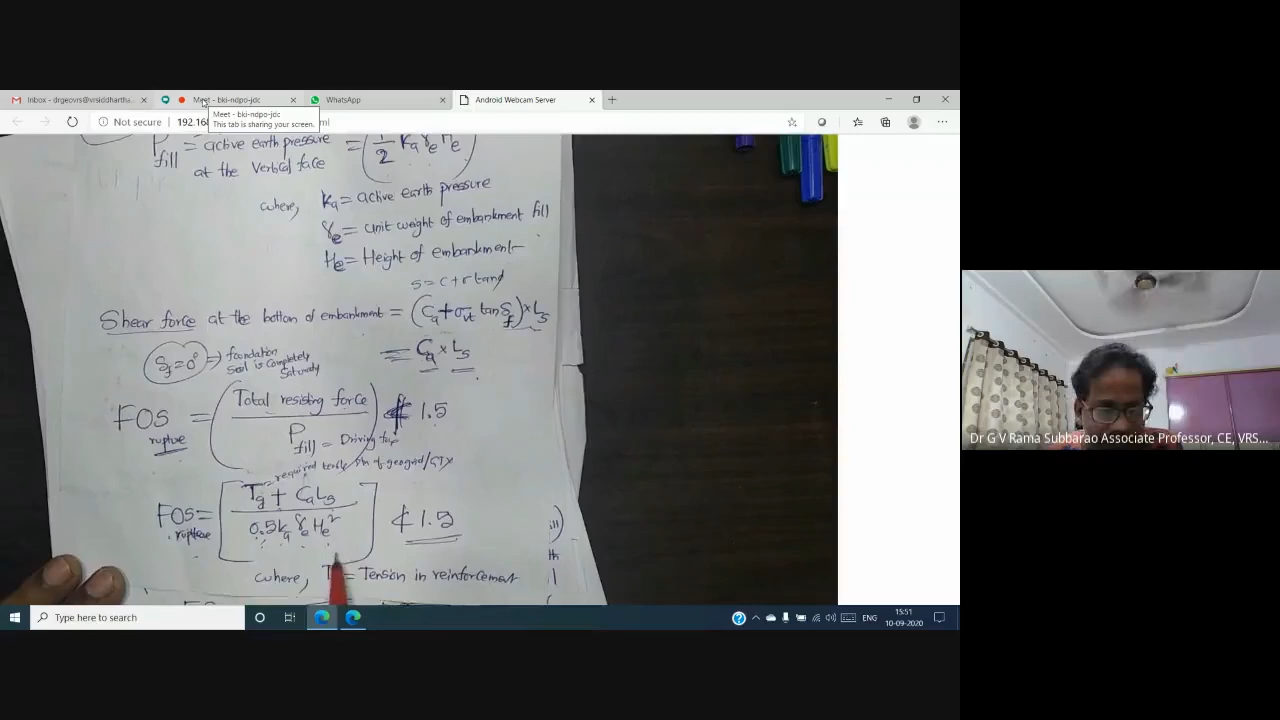 Inbox - drgeovrs@vrsiddhartha
Meet - bki-ndpo-jdc
WhatsApp
Android Webcam Server
Meet - bki-ndpo-jdc
This tab is sharing your screen.
Not secure
192.168
ml
P fill = active earth pressure at the Vertical face = (1/2 Ka γe He)
where, Ka = active earth pressure
γe = unit weight of embankment fill
He = Height of embankment
s = c + σ tanϕ
Shear force at the bottom of embankment = (Ca + σvt tan δf) × Ls
δf = 0° ⇒ foundation soil is completely
= Ca × Ls
FOS rupture = (Total resisting force / P fill = Driving force) ≮ 1.5
T = required tensile str. of geogrid/GTX
FOS rupture = [Tg + CaLs / 0.5 Ka γe He²] ≮ 1.5
where, T = Tension in reinforcement
Dr G V Rama Subbarao Associate Professor, CE, VRS...
Type here to search
ENG
15:51
10-09-2020